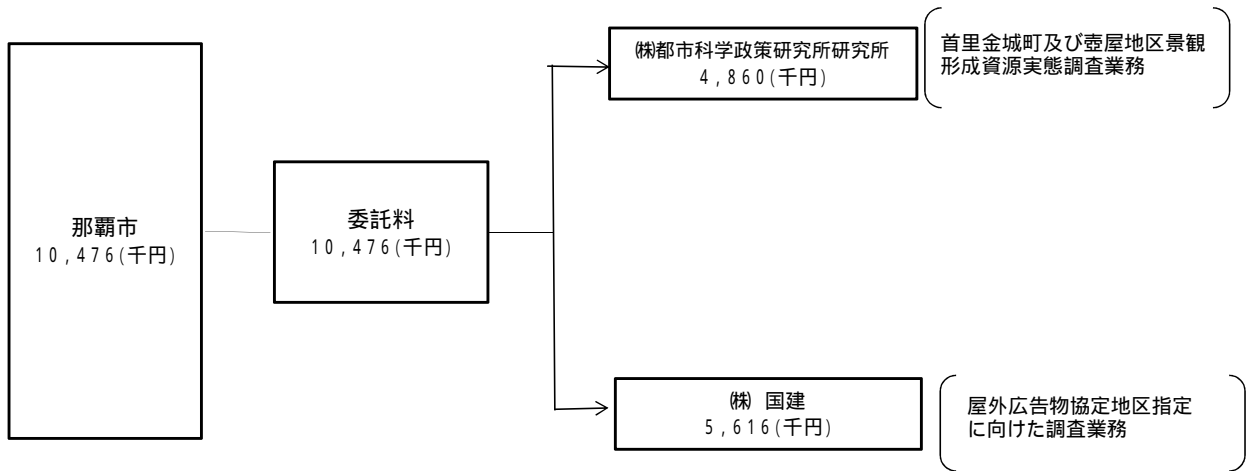 那覇市
10,476(千円)
委託料
10,476(千円)
㈱都市科学政策研究所研究所
4,860(千円)
首里金城町及び壺屋地区景観
形成資源実態調査業務
㈱ 国建
5,616(千円)
屋外広告物協定地区指定
に向けた調査業務